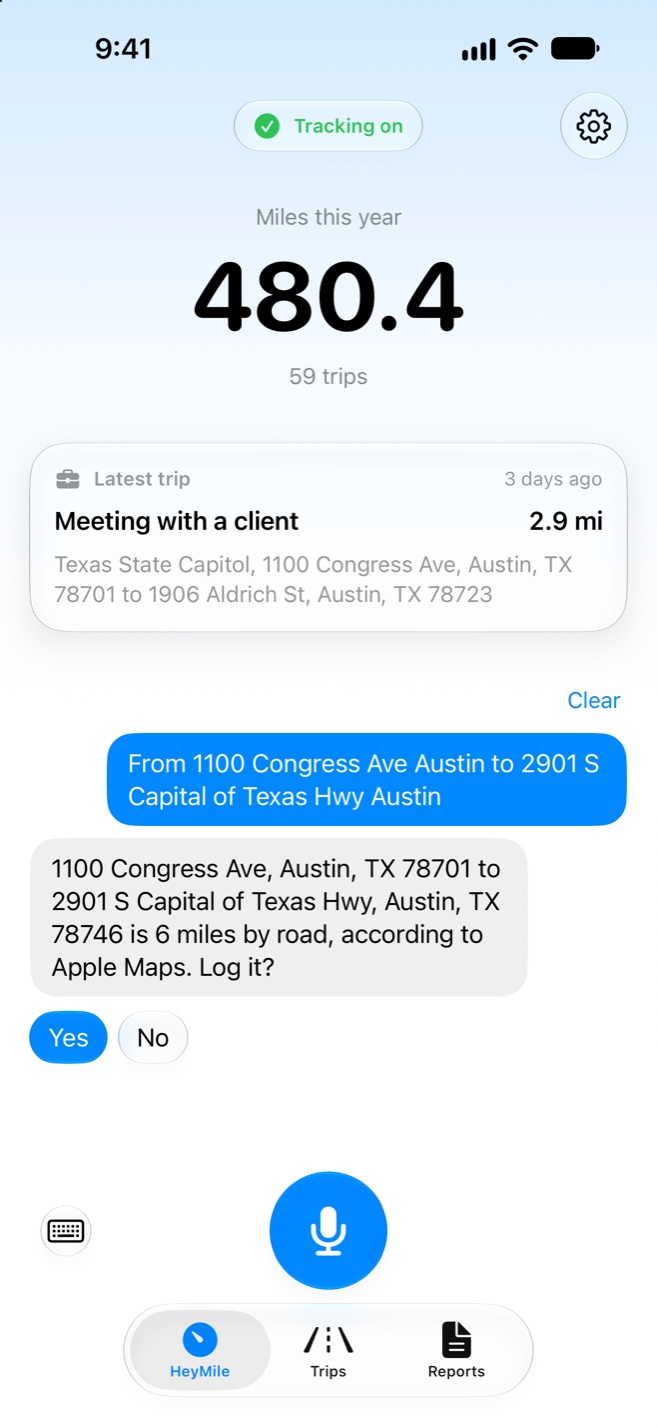 9:41
Tracking on
Miles this year
480.4
59 trips
Latest trip
3 days ago
Meeting with a client
2.9 mi
Texas State Capitol, 1100 Congress Ave, Austin, TX
78701 to 1906 Aldrich St, Austin, TX 78723
Clear
From 1100 Congress Ave Austin to 2901 S
Capital of Texas Hwy Austin
1100 Congress Ave, Austin, TX 78701 to
2901 S Capital of Texas Hwy, Austin, TX
78746 is 6 miles by road, according to
Apple Maps. Log it?
Yes
No
HeyMile
Trips
Reports